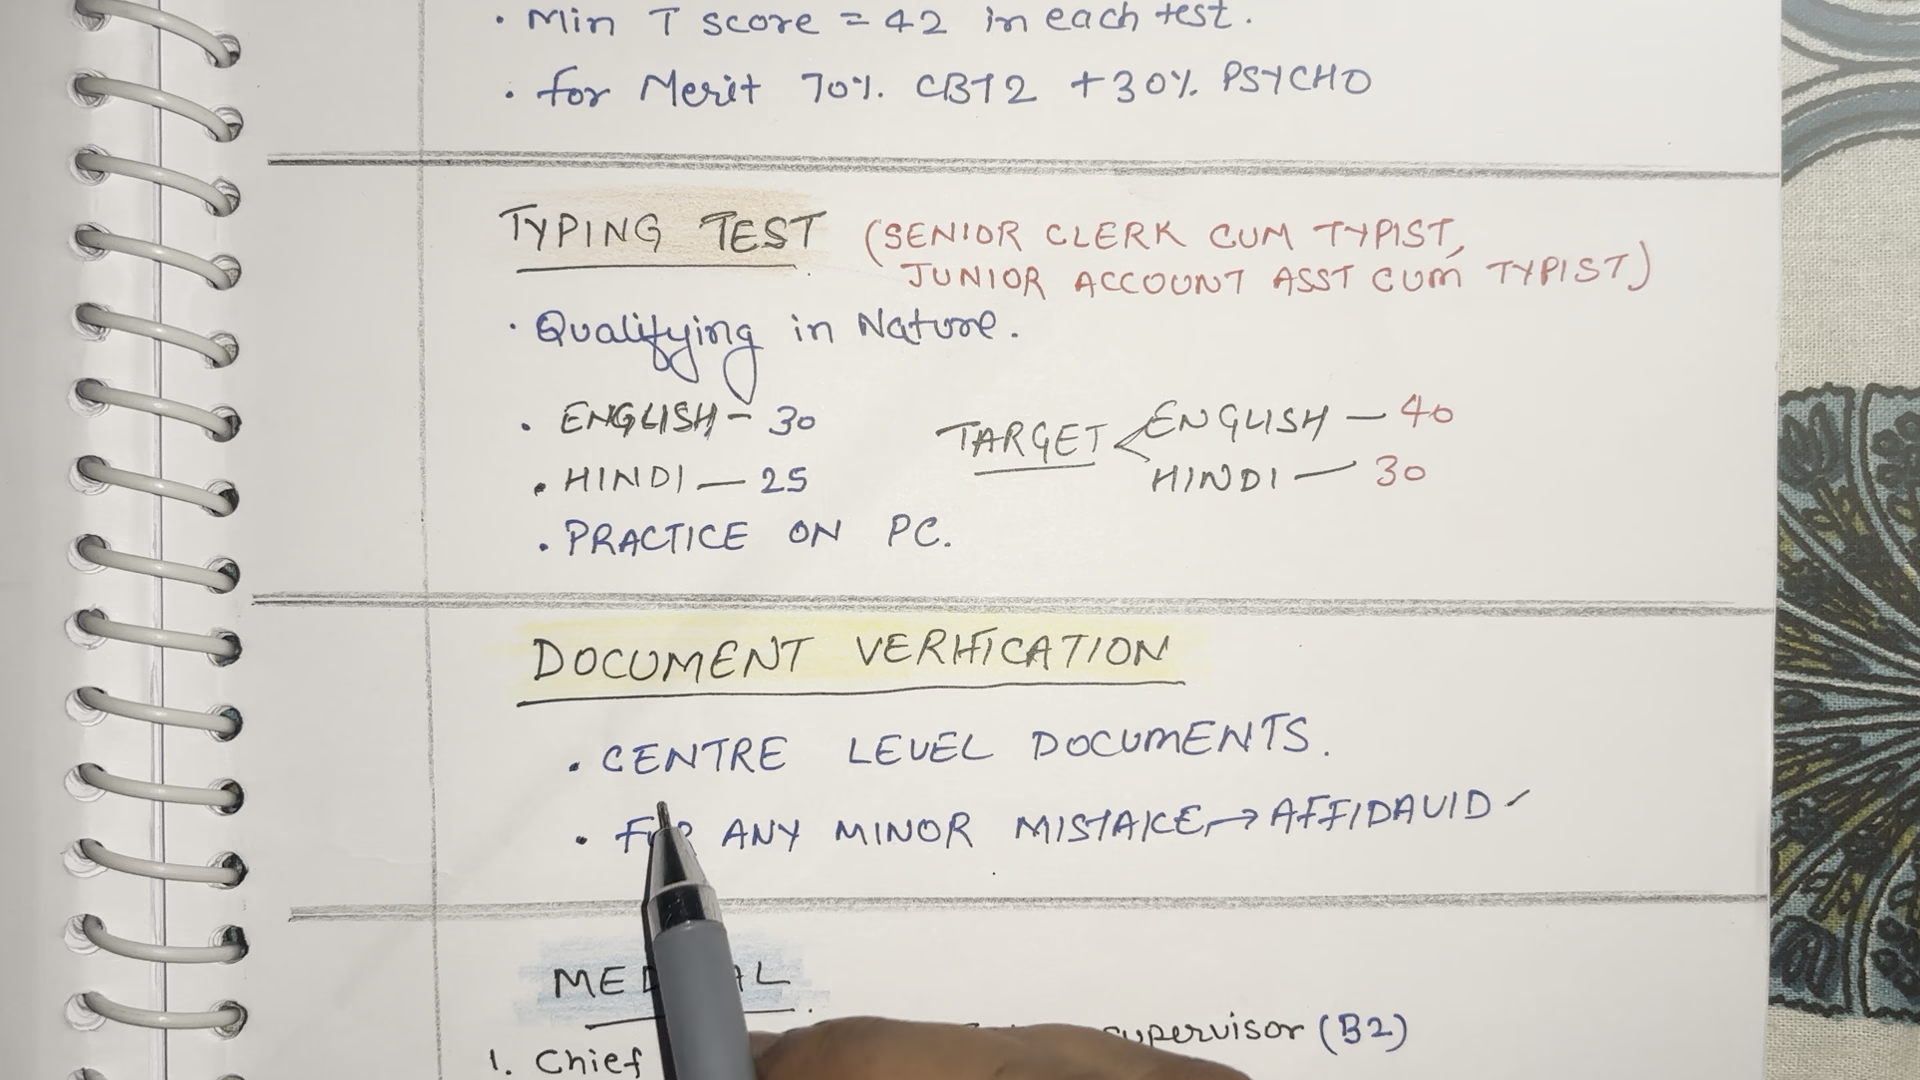 • Min T score = 42 in each test.
• for Merit 70% CBT2 + 30% PSYCHO
TYPING TEST (SENIOR CLERK CUM TYPIST,
JUNIOR ACCOUNT ASST CUM TYPIST)
• Qualifying in Nature.
• ENGLISH - 30
• HINDI — 25
TARGET < ENGLISH — 40
HINDI — 30
• PRACTICE ON PC.
DOCUMENT VERIFICATION
• CENTRE LEVEL DOCUMENTS.
• FOR ANY MINOR MISTAKE → AFFIDAVID ✓
MEDICAL
1. Chief supervisor (B2)